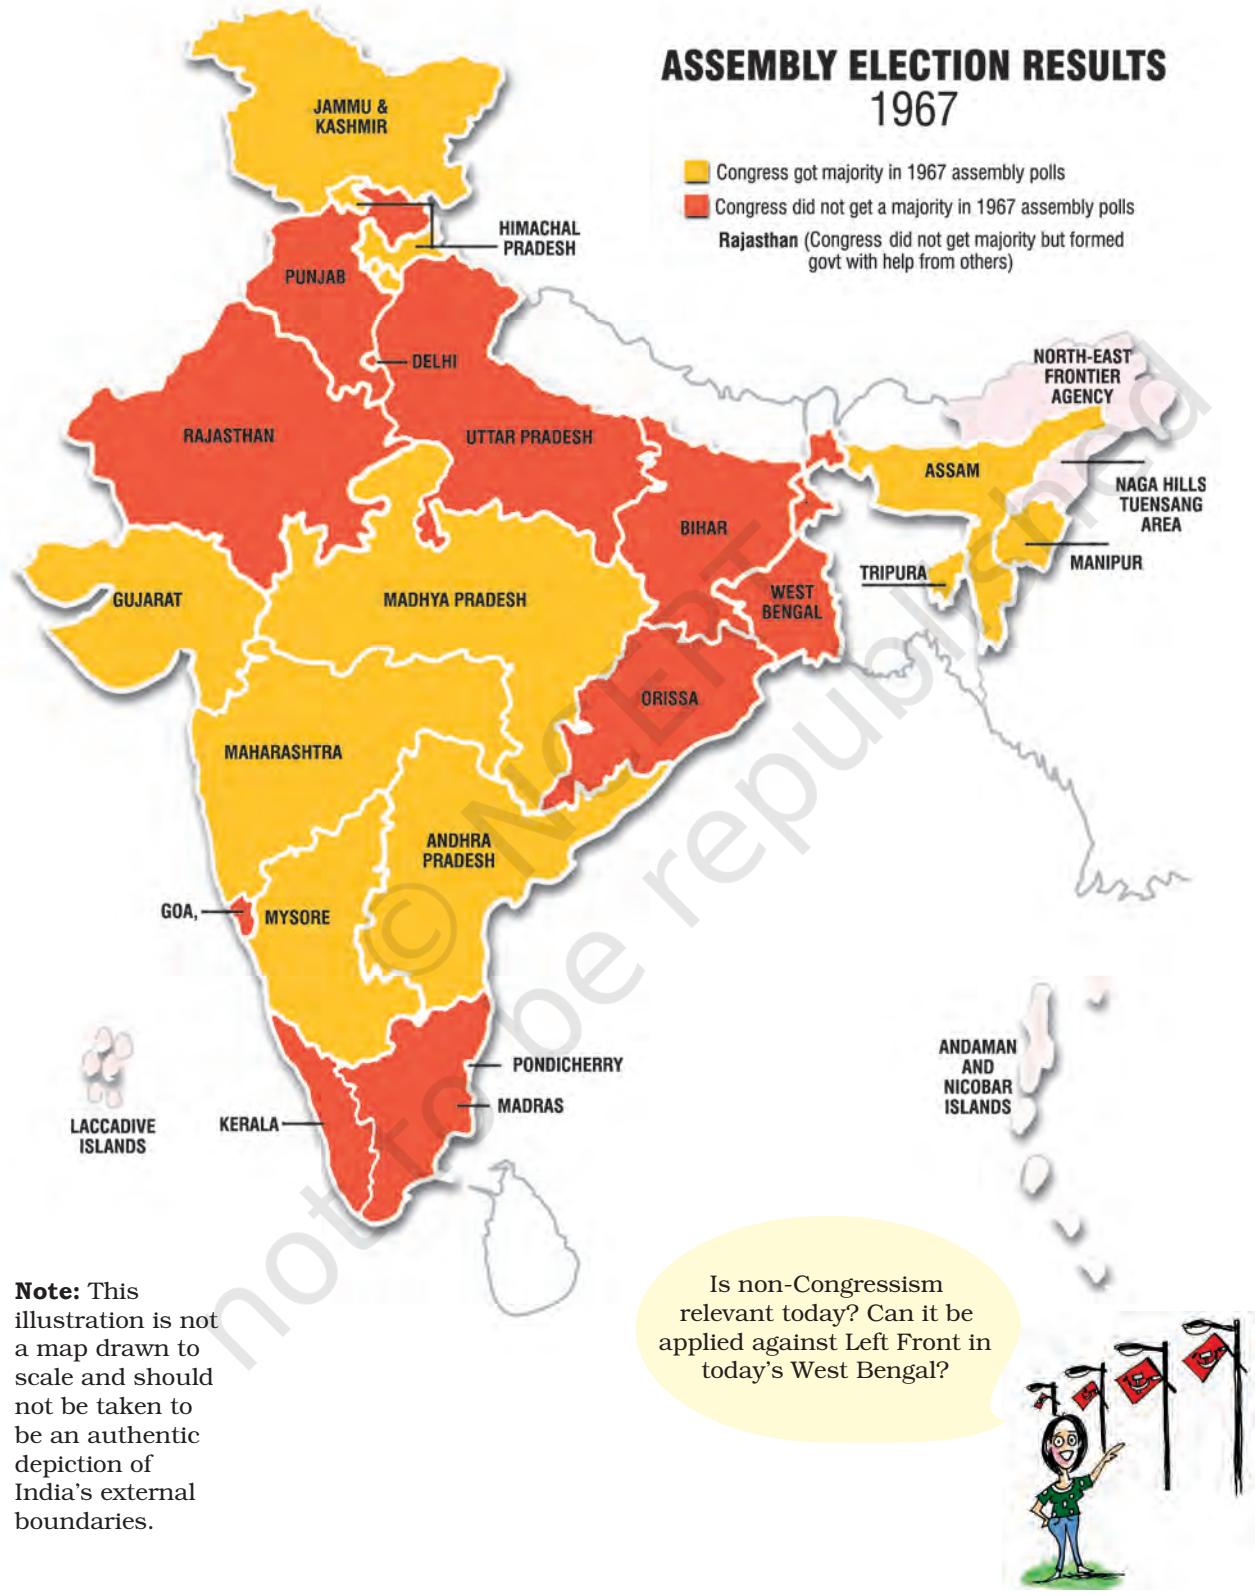 ASSEMBLY ELECTION RESULTS
1967
Congress got majority in 1967 assembly polls
Congress did not get a majority in 1967 assembly polls
Rajasthan (Congress did not get majority but formed
govt with help from others)
JAMMU &
KASHMIR
HIMACHAL
PRADESH
PUNJAB
DELHI
RAJASTHAN
UTTAR PRADESH
NORTH-EAST
FRONTIER
AGENCY
ASSAM
NAGA HILLS
TUENSANG
AREA
MANIPUR
TRIPURA
BIHAR
WEST
BENGAL
GUJARAT
MADHYA PRADESH
ORISSA
MAHARASHTRA
ANDHRA
PRADESH
GOA,
MYSORE
PONDICHERRY
MADRAS
KERALA
LACCADIVE
ISLANDS
ANDAMAN
AND
NICOBAR
ISLANDS
© NCERT
not to be republished
Note: This
illustration is not
a map drawn to
scale and should
not be taken to
be an authentic
depiction of
India's external
boundaries.
Is non-Congressism
relevant today? Can it be
applied against Left Front in
today's West Bengal?